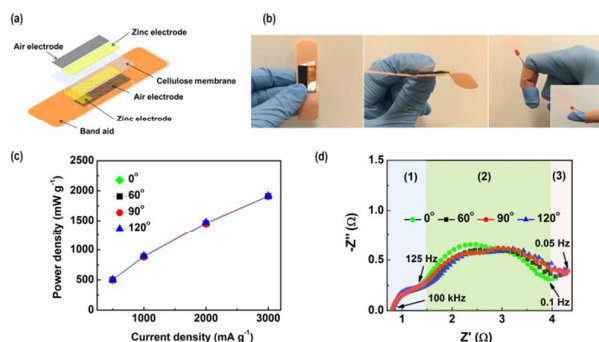 (a)
Zinc electrode
Air electrode
Cellulose membrane
Air electrode
Zinc electrode
Band aid
(b)
(c)
Power density (mW g⁻¹)
2500
2000
1500
1000
500
0
0°
60°
90°
120°
1000
2000
3000
Current density (mA g⁻¹)
(d)
-Z'' (Ω)
1.5
1.0
0.5
0.0
(1)
(2)
(3)
0°
60°
90°
120°
0.05 Hz
125 Hz
100 kHz
0.1 Hz
1
2
3
4
Z' (Ω)